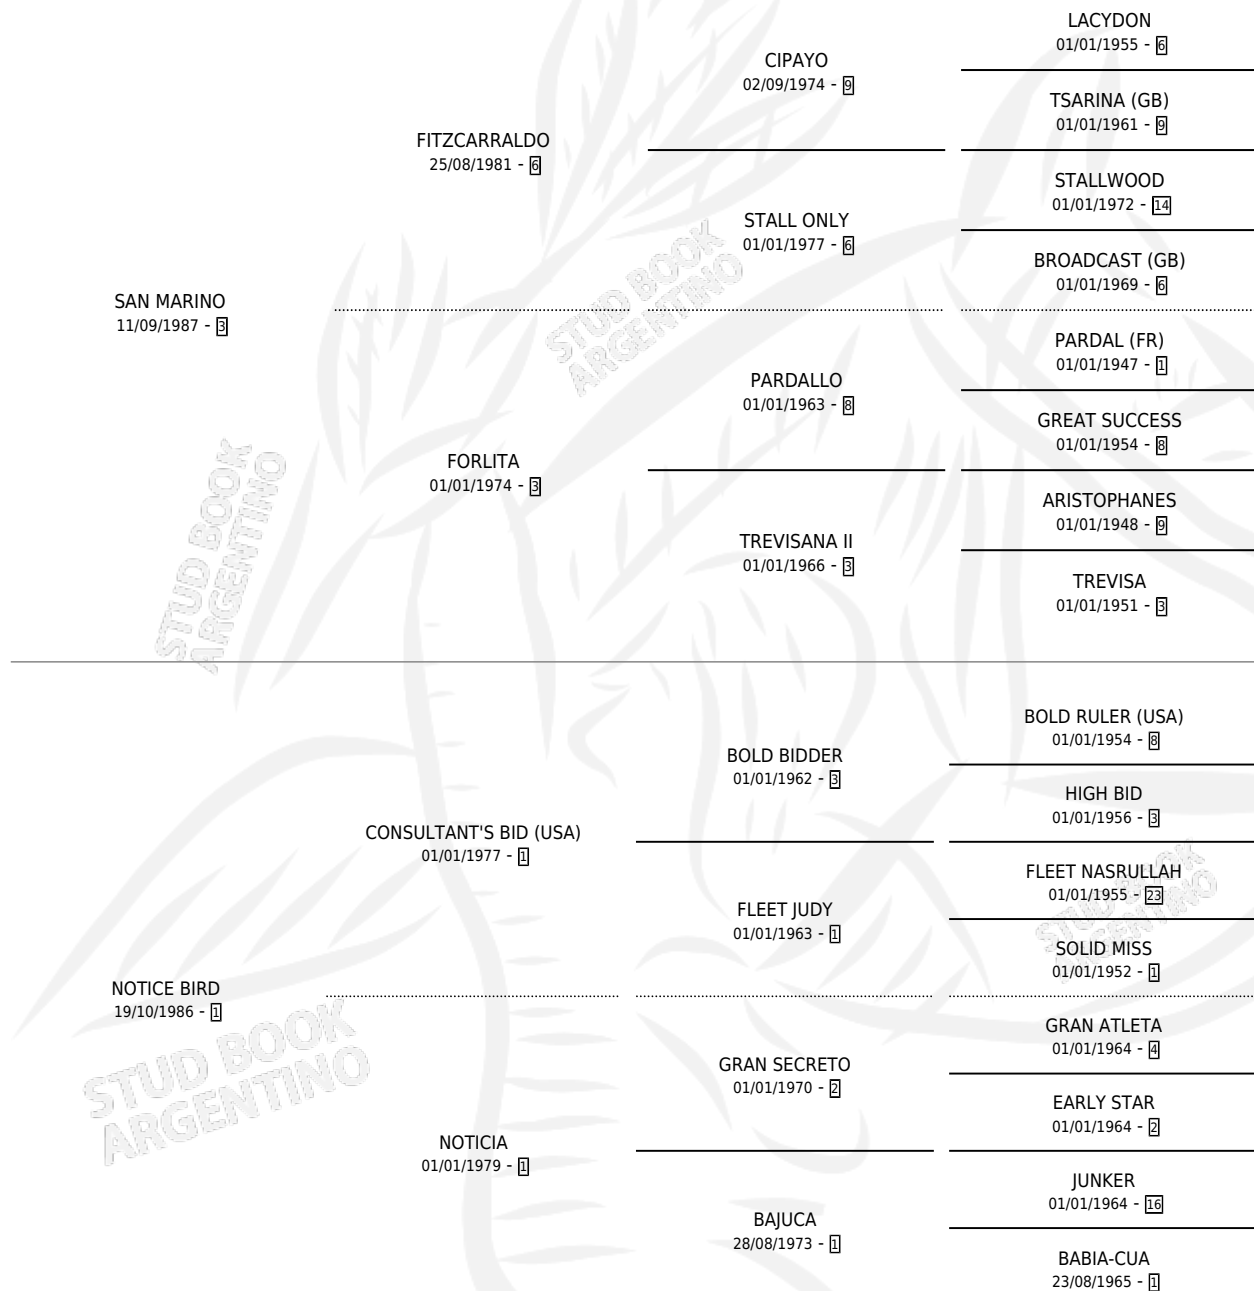 LACYDON
01/01/1955 - 6
CIPAYO
02/09/1974 - 9
TSARINA (GB)
01/01/1961 - 9
FITZCARRALDO
25/08/1981 - 6
STALLWOOD
01/01/1972 - 14
STALL ONLY
01/01/1977 - 6
BROADCAST (GB)
01/01/1969 - 6
SAN MARINO
11/09/1987 - 3
STUD BOOK
ARGENTINO
PARDAL (FR)
01/01/1947 - 1
PARDALLO
01/01/1963 - 8
GREAT SUCCESS
01/01/1954 - 8
FORLITA
01/01/1974 - 3
ARISTOPHANES
01/01/1948 - 9
TREVISANA II
01/01/1966 - 3
TREVISA
01/01/1951 - 3
STUD BOOK
ARGENTINO
BOLD RULER (USA)
01/01/1954 - 8
BOLD BIDDER
01/01/1962 - 3
HIGH BID
01/01/1956 - 3
CONSULTANT'S BID (USA)
01/01/1977 - 1
FLEET NASRULLAH
01/01/1955 - 23
FLEET JUDY
01/01/1963 - 1
STUD BOOK
ARGENTINO
SOLID MISS
01/01/1952 - 1
NOTICE BIRD
19/10/1986 - 1
GRAN ATLETA
01/01/1964 - 4
GRAN SECRETO
01/01/1970 - 2
STUD BOOK
ARGENTINO
EARLY STAR
01/01/1964 - 2
NOTICIA
01/01/1979 - 1
JUNKER
01/01/1964 - 16
BAJUCA
28/08/1973 - 1
BABIA-CUA
23/08/1965 - 1